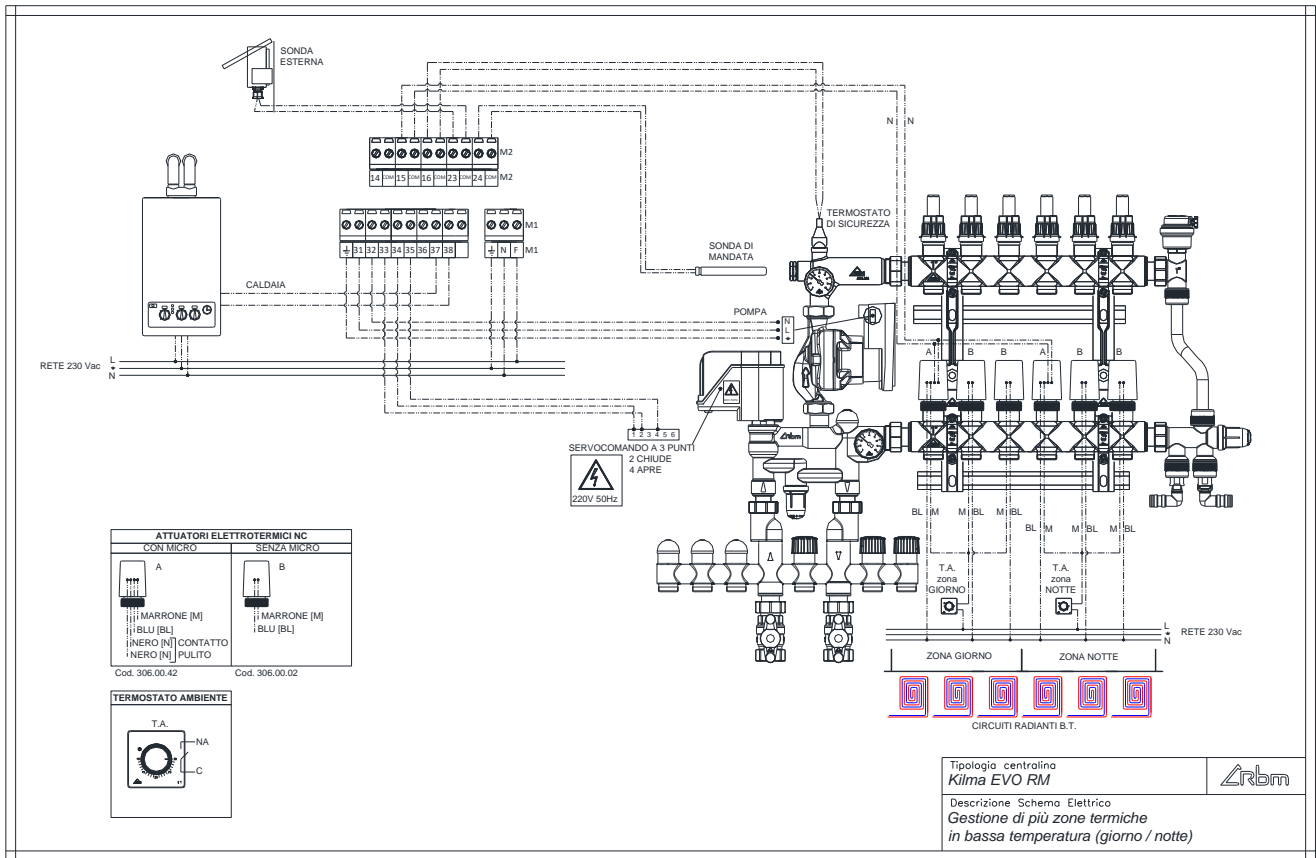 SONDA
ESTERNA
N N
M2
14 COM 15 COM 16 COM 23 COM 24 COM M2
TERMOSTATO
DI SICUREZZA
M1
31 32 33 34 35 36 37 38
N F M1
SONDA DI
MANDATA
CALDAIA
POMPA
N
L
L
RETE 230 Vac
N
A B B A B B
1 2 3 4 5 6
SERVOCOMANDO A 3 PUNTI
2 CHIUDE
4 APRE
220V 50Hz
rbm
1"
BL M M BL M BL
BL M M BL M BL
T.A.
zona
GIORNO
T.A.
zona
NOTTE
L
RETE 230 Vac
N
ZONA GIORNO
ZONA NOTTE
CIRCUITI RADIANTI B.T.
ATTUATORI ELETTROTERMICI NC
CON MICRO
SENZA MICRO
A
B
MARRONE [M]
BLU [BL]
NERO [N] CONTATTO
NERO [N] PULITO
MARRONE [M]
BLU [BL]
Cod. 306.00.42
Cod. 306.00.02
TERMOSTATO AMBIENTE
T.A.
NA
C
Tipologia centralina
Kilma EVO RM
rbm
Descrizione Schema Elettrico
Gestione di più zone termiche
in bassa temperatura (giorno / notte)